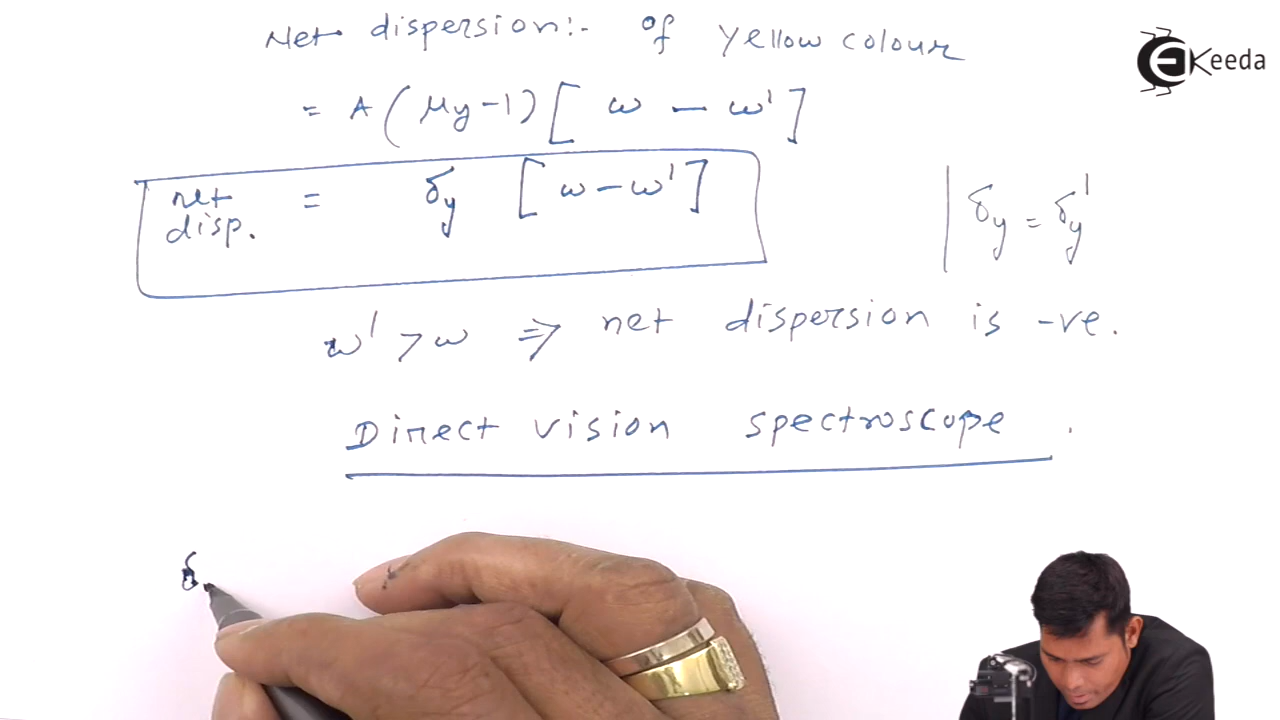 Net dispersion:- of yellow colour
EKeeda
= A (μy-1) [ ω - ω' ]
net disp. = δy [ ω - ω' ]
δy = δy'
ω' > ω ⇒ net dispersion is -ve.
Direct vision spectroscope .
δ